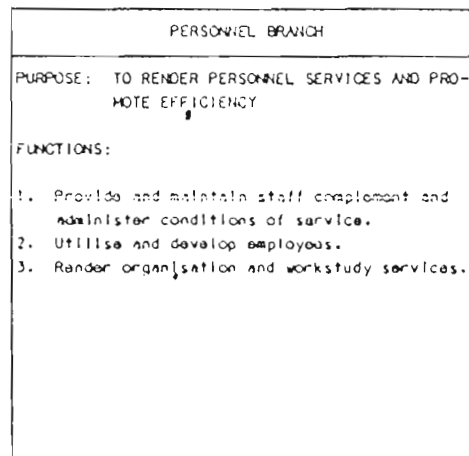 PERSONNEL BRANCH
PURPOSE: TO RENDER PERSONNEL SERVICES AND PRO-
MOTE EFFICIENCY
FUNCTIONS:
1. Provide and maintain staff complement and
administer conditions of service.
2. Utilise and develop employees.
3. Render organisation and workstudy services.